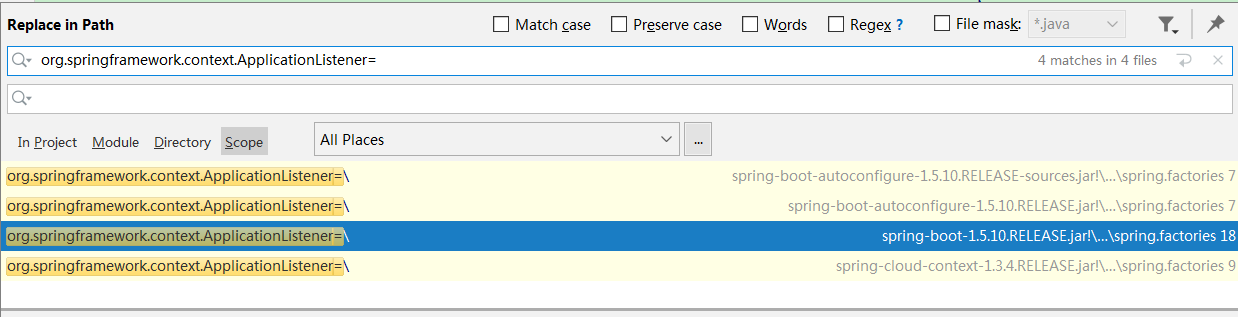 Replace in Path Match case Preserve case Words Regex ? File mask: *.java
org.springframework.context.ApplicationListener= 4 matches in 4 files
In Project Module Directory Scope All Places ...
org.springframework.context.ApplicationListener=\ spring-boot-autoconfigure-1.5.10.RELEASE-sources.jar!\...\spring.factories 7
org.springframework.context.ApplicationListener=\ spring-boot-autoconfigure-1.5.10.RELEASE.jar!\...\spring.factories 7
org.springframework.context.ApplicationListener=\ spring-boot-1.5.10.RELEASE.jar!\...\spring.factories 18
org.springframework.context.ApplicationListener=\ spring-cloud-context-1.3.4.RELEASE.jar!\...\spring.factories 9